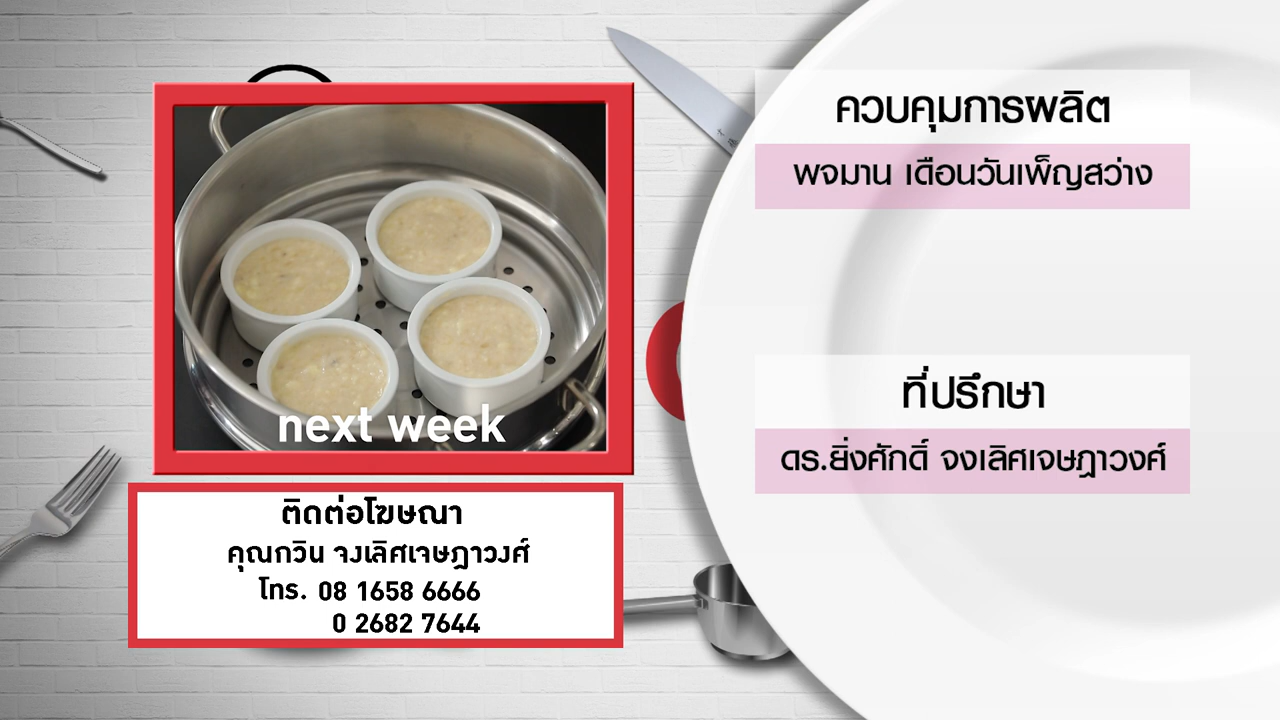 next week
ติดต่อโฆษณา
คุณกวิน จงเลิศเจษฎาวงศ์
โทร. 08 1658 6666
0 2682 7644
ควบคุมการผลิต
พจมาน เดือนวันเพ็ญสว่าง
ที่ปรึกษา
ดร.ยิ่งศักดิ์ จงเลิศเจษฎาวงศ์